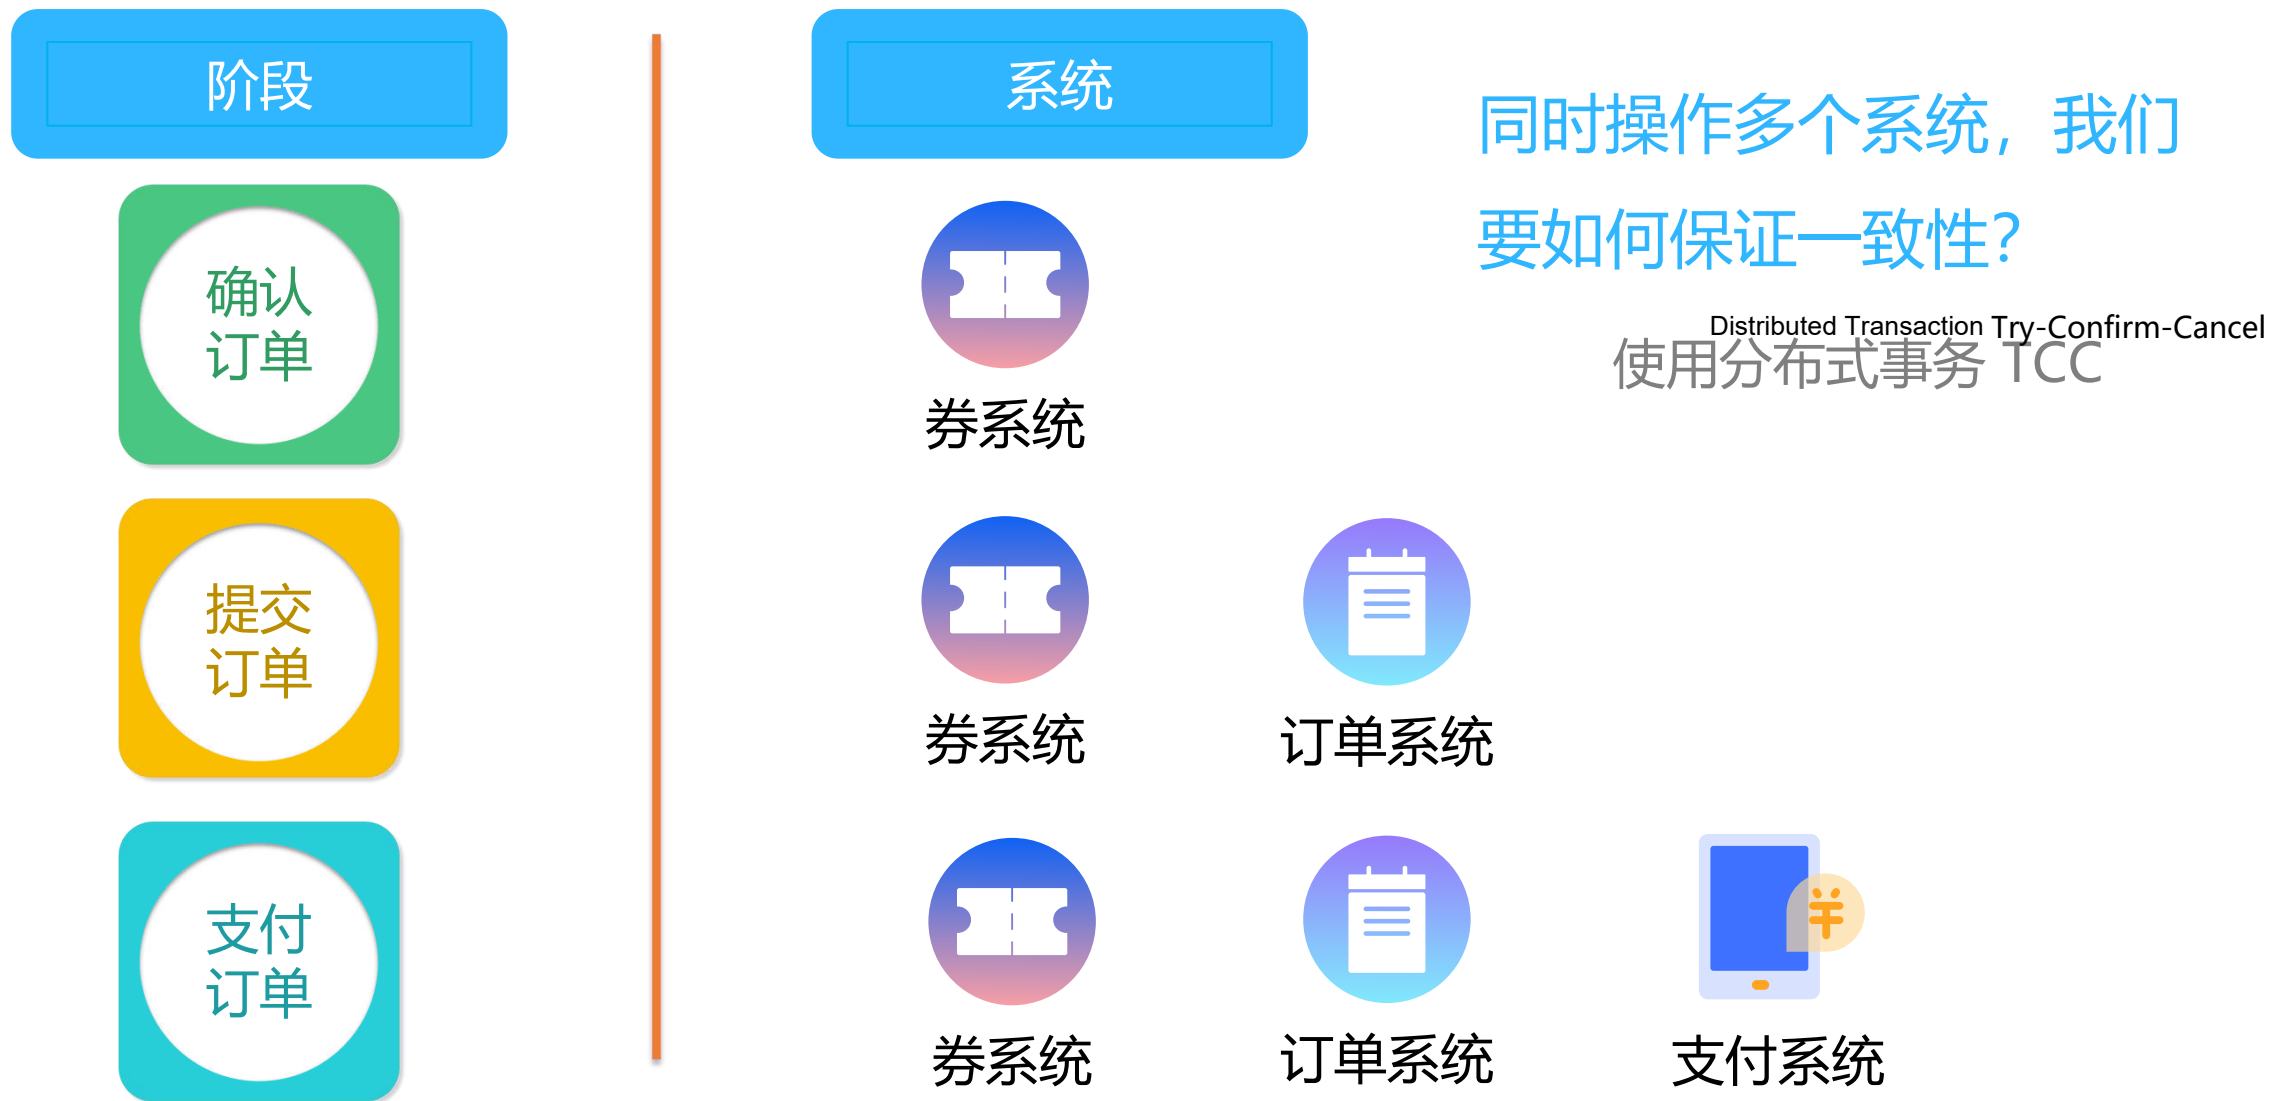 阶段
系统
同时操作多个系统，我们
要如何保证一致性？
Distributed Transaction Try-Confirm-Cancel
使用分布式事务 TCC
确认
订单
券系统
提交
订单
券系统
订单系统
支付
订单
券系统
订单系统
支付系统